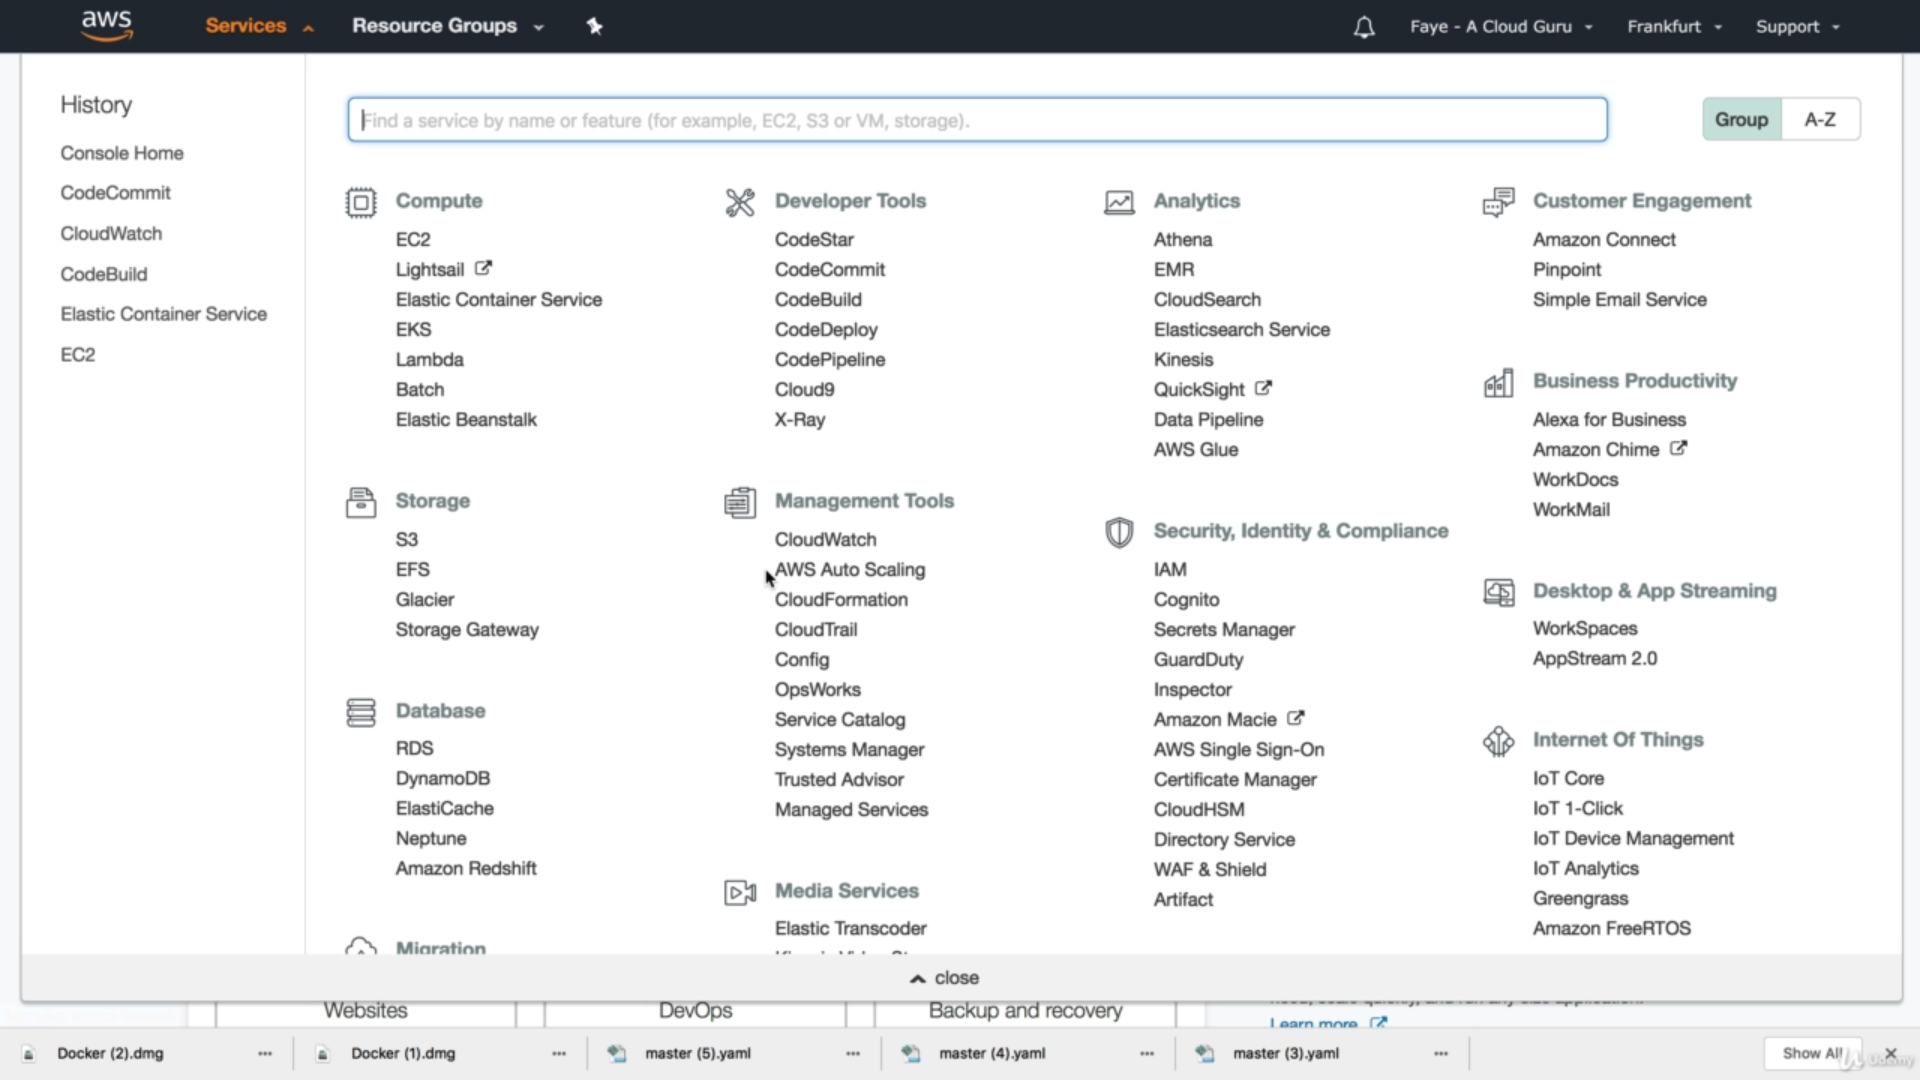 aws
Services
Resource Groups
Faye - A Cloud Guru
Frankfurt
Support
History
Console Home
CodeCommit
CloudWatch
CodeBuild
Elastic Container Service
EC2
Find a service by name or feature (for example, EC2, S3 or VM, storage).
Group
A-Z
Compute
EC2
Lightsail
Elastic Container Service
EKS
Lambda
Batch
Elastic Beanstalk
Storage
S3
EFS
Glacier
Storage Gateway
Database
RDS
DynamoDB
ElastiCache
Neptune
Amazon Redshift
Migration
Developer Tools
CodeStar
CodeCommit
CodeBuild
CodeDeploy
CodePipeline
Cloud9
X-Ray
Management Tools
CloudWatch
AWS Auto Scaling
CloudFormation
CloudTrail
Config
OpsWorks
Service Catalog
Systems Manager
Trusted Advisor
Managed Services
Media Services
Elastic Transcoder
Analytics
Athena
EMR
CloudSearch
Elasticsearch Service
Kinesis
QuickSight
Data Pipeline
AWS Glue
Security, Identity & Compliance
IAM
Cognito
Secrets Manager
GuardDuty
Inspector
Amazon Macie
AWS Single Sign-On
Certificate Manager
CloudHSM
Directory Service
WAF & Shield
Artifact
Customer Engagement
Amazon Connect
Pinpoint
Simple Email Service
Business Productivity
Alexa for Business
Amazon Chime
WorkDocs
WorkMail
Desktop & App Streaming
WorkSpaces
AppStream 2.0
Internet Of Things
IoT Core
IoT 1-Click
IoT Device Management
IoT Analytics
Greengrass
Amazon FreeRTOS
close
Websites
DevOps
Backup and recovery
Learn more
Docker (2).dmg
Docker (1).dmg
master (5).yaml
master (4).yaml
master (3).yaml
Show All
Udemy